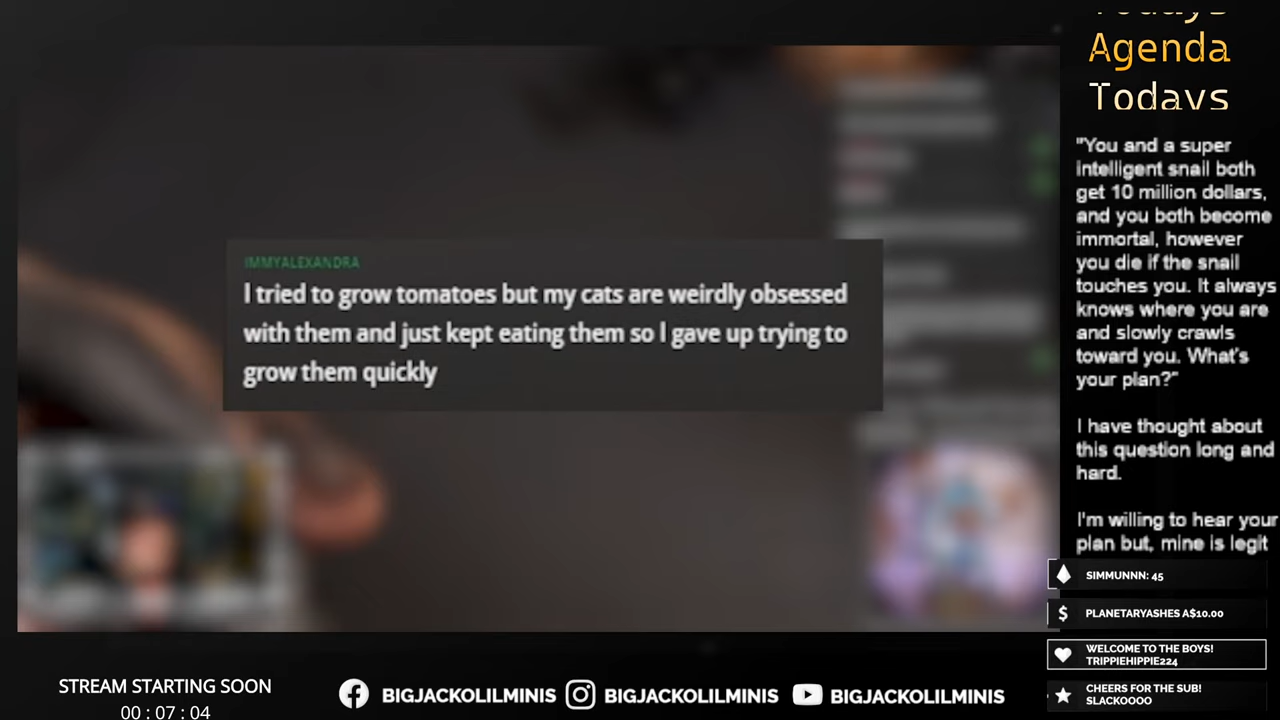 Todays
Agenda
Todays
"You and a super
intelligent snail both
get 10 million dollars,
and you both become
immortal, however
you die if the snail
touches you. It always
knows where you are
and slowly crawls
toward you. What's
your plan?"
I have thought about
this question long and
hard.
I'm willing to hear your
plan but, mine is legit
IMMYALEXANDRA
I tried to grow tomatoes but my cats are weirdly obsessed
with them and just kept eating them so I gave up trying to
grow them quickly
SIMMUNNN: 45
PLANETARYASHES A$10.00
WELCOME TO THE BOYS!
TRIPPIEHIPPIE224
CHEERS FOR THE SUB!
SLACKOOOO
STREAM STARTING SOON
00 : 07 : 04
BIGJACKOLILMINIS
BIGJACKOLILMINIS
BIGJACKOLILMINIS